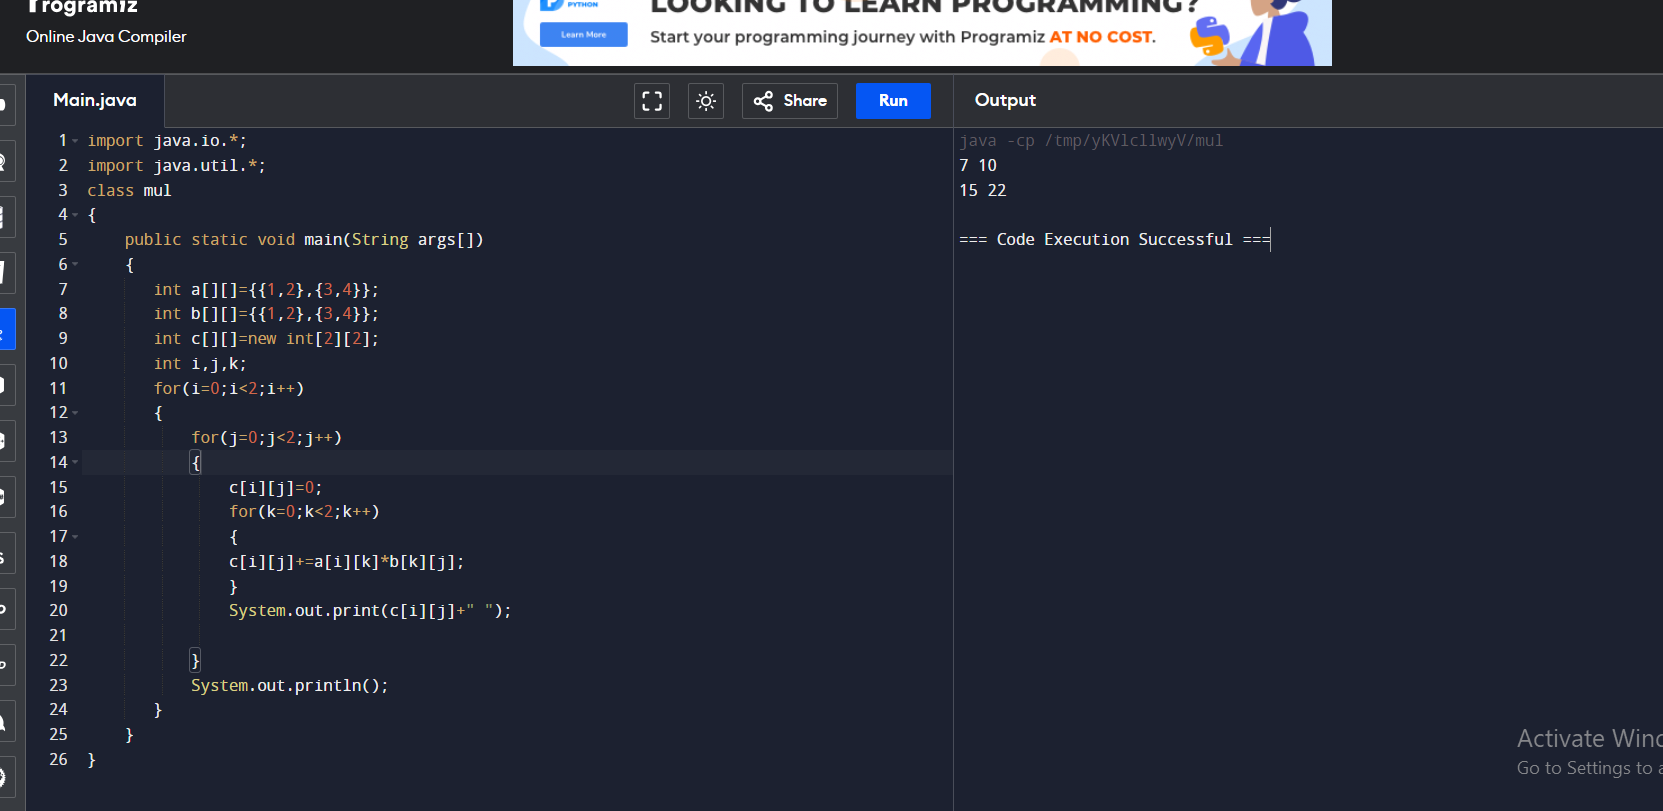 Programiz
Online Java Compiler
PYTHON
Learn More
LOOKING TO LEARN PROGRAMMING?
Start your programming journey with Programiz AT NO COST.
Main.java
Share
Run
Output
1 import java.io.*;
2 import java.util.*;
3 class mul
4 {
5 public static void main(String args[])
6 {
7 int a[][]={{1,2},{3,4}};
8 int b[][]={{1,2},{3,4}};
9 int c[][]=new int[2][2];
10 int i,j,k;
11 for(i=0;i<2;i++)
12 {
13 for(j=0;j<2;j++)
14 {
15 c[i][j]=0;
16 for(k=0;k<2;k++)
17 {
18 c[i][j]+=a[i][k]*b[k][j];
19 }
20 System.out.print(c[i][j]+" ");
21
22 }
23 System.out.println();
24 }
25 }
26 }
java -cp /tmp/yKVlcllwyV/mul
7 10
15 22
=== Code Execution Successful ===
Activate Wind
Go to Settings to a